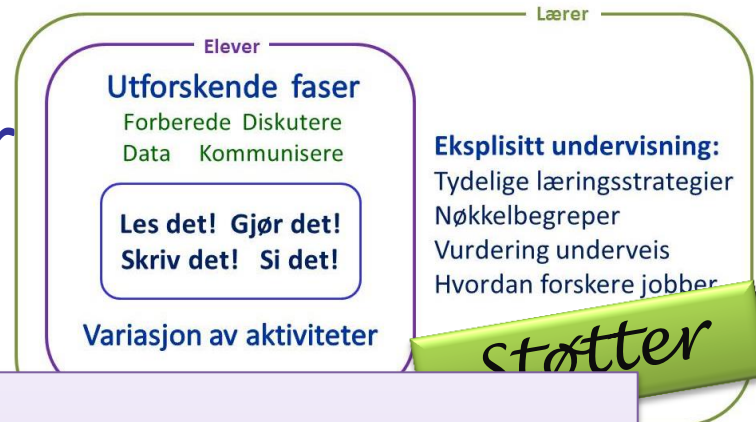 Lærer
Elever
Utforskende faser
Forberede Diskutere
Data Kommunisere
Les det! Gjør det!
Skriv det! Si det!
Variasjon av aktiviteter
Eksplisitt undervisning:
Tydelige læringsstrategier
Nøkkelbegreper
Vurdering underveis
Hvordan forskere jobber
Støtter